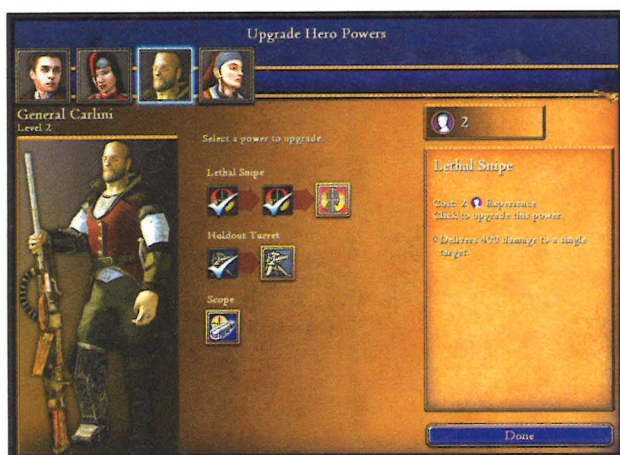 Upgrade Hero Powers
General Carlini
Level 2
Select a power to upgrade
Lethal Snipe
Holdout Turret
Scope
2
Lethal Snipe
Cost: 2 Experience
Click to upgrade this power.
• Delivers 400 damage to a single
target.
Done